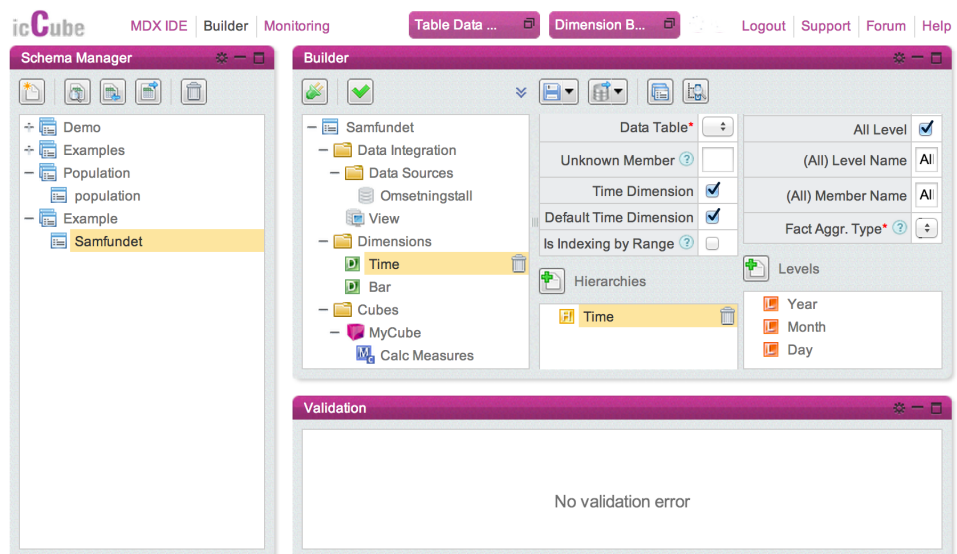 icCube MDX IDE Builder Monitoring Table Data ... Dimension B... Logout Support Forum Help
Schema Manager
Demo
Examples
Population
population
Example
Samfundet
Builder
Samfundet
Data Integration
Data Sources
Omsetningstall
View
Dimensions
Time
Bar
Cubes
MyCube
Calc Measures
Data Table*
Unknown Member ?
Time Dimension
Default Time Dimension
Is Indexing by Range ?
Hierarchies
Time
All Level
(All) Level Name All
(All) Member Name All
Fact Aggr. Type* ?
Levels
Year
Month
Day
Validation
No validation error